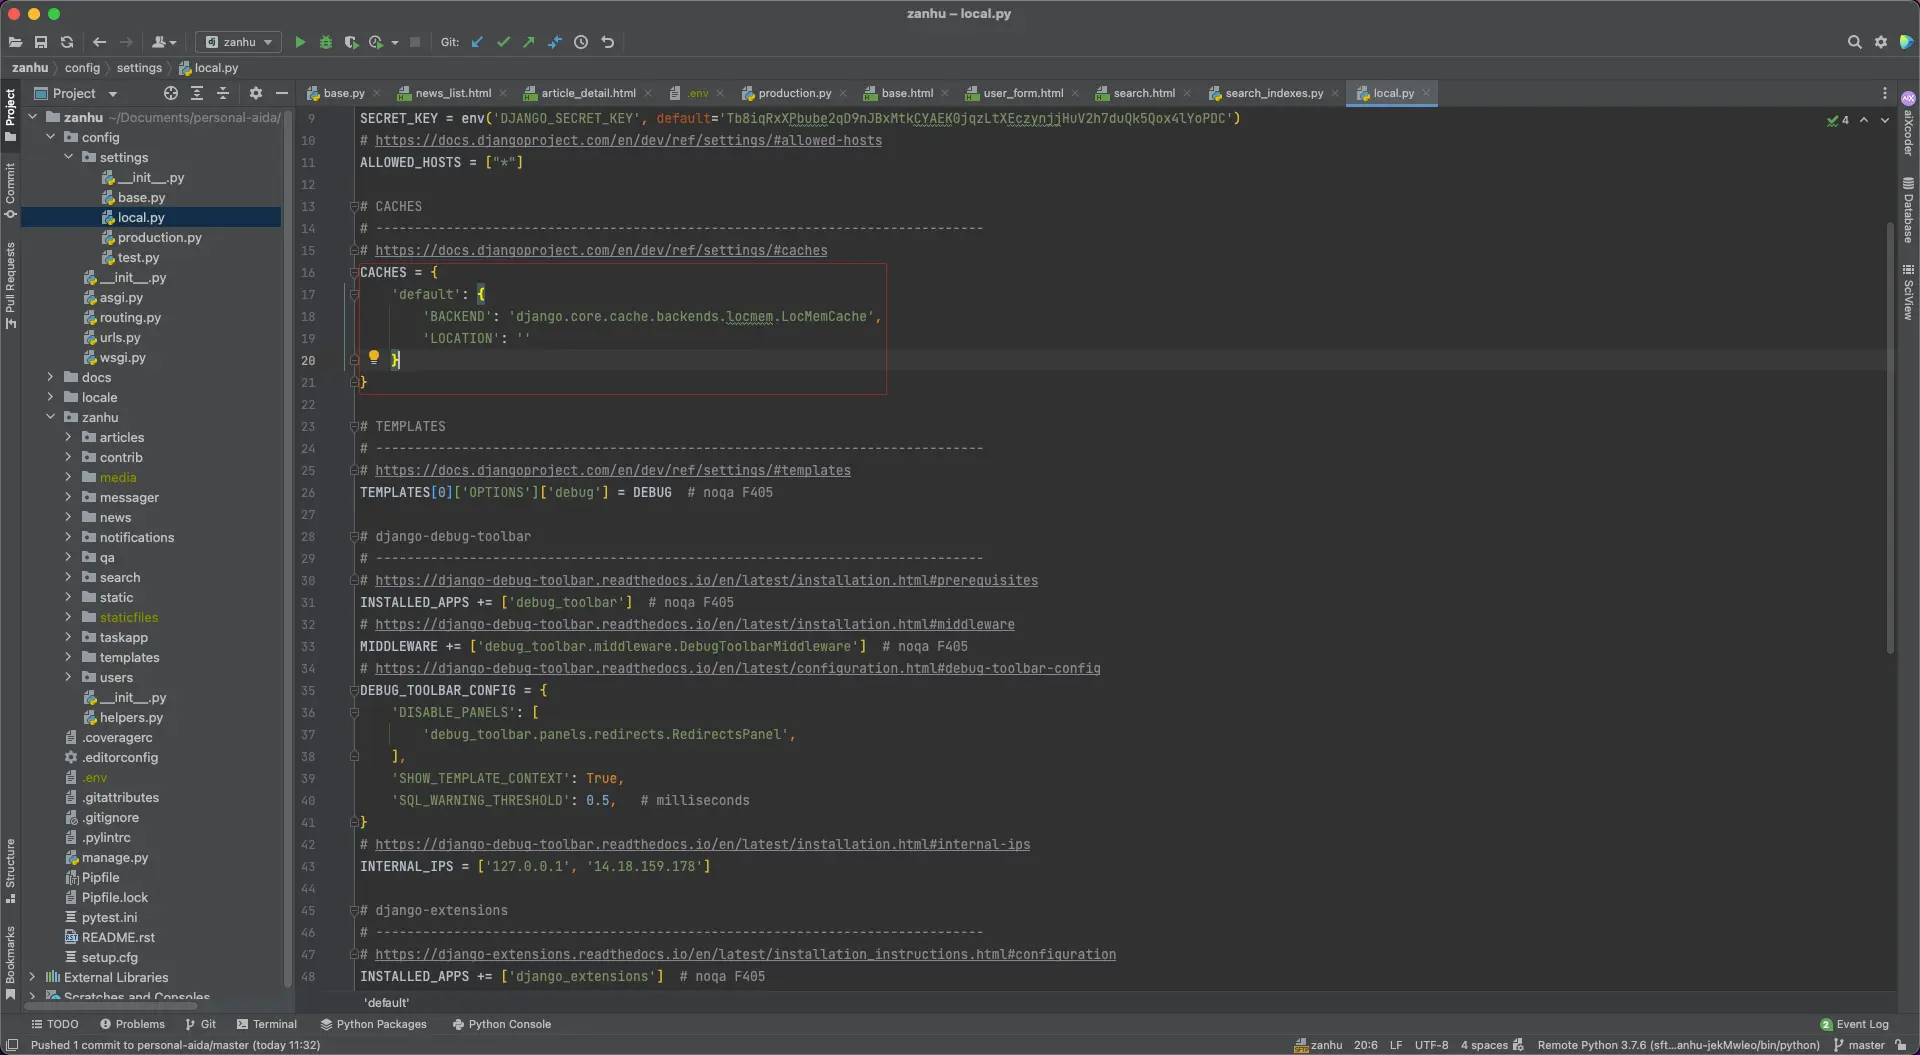 zanhu – local.py
zanhu
Git:
zanhu
config
settings
local.py
Project
base.py
news_list.html
article_detail.html
.env
production.py
base.html
user_form.html
search.html
search_indexes.py
local.py
Project
Commit
Pull Requests
Structure
Bookmarks
zanhu ~/Documents/personal-aida/
config
settings
__init__.py
base.py
local.py
production.py
test.py
__init__.py
asgi.py
routing.py
urls.py
wsgi.py
docs
locale
zanhu
articles
contrib
media
messager
news
notifications
qa
search
static
staticfiles
taskapp
templates
users
__init__.py
helpers.py
.coveragerc
.editorconfig
.env
.gitattributes
.gitignore
.pylintrc
manage.py
Pipfile
Pipfile.lock
pytest.ini
README.rst
setup.cfg
External Libraries
Scratches and Consoles
9 SECRET_KEY = env('DJANGO_SECRET_KEY', default='Tb8iqRxXPbube2qD9nJBxMtkCYAEK0jqzLtXEczynjjHuV2h7duQk5Qox4lYoPDC')
10 # https://docs.djangoproject.com/en/dev/ref/settings/#allowed-hosts
11 ALLOWED_HOSTS = ["*"]
12
13 # CACHES
14 # ------------------------------------------------------------------------------
15 # https://docs.djangoproject.com/en/dev/ref/settings/#caches
16 CACHES = {
17 'default': {
18 'BACKEND': 'django.core.cache.backends.locmem.LocMemCache',
19 'LOCATION': ''
20 }
21 }
22
23 # TEMPLATES
24 # ------------------------------------------------------------------------------
25 # https://docs.djangoproject.com/en/dev/ref/settings/#templates
26 TEMPLATES[0]['OPTIONS']['debug'] = DEBUG  # noqa F405
27
28 # django-debug-toolbar
29 # ------------------------------------------------------------------------------
30 # https://django-debug-toolbar.readthedocs.io/en/latest/installation.html#prerequisites
31 INSTALLED_APPS += ['debug_toolbar']  # noqa F405
32 # https://django-debug-toolbar.readthedocs.io/en/latest/installation.html#middleware
33 MIDDLEWARE += ['debug_toolbar.middleware.DebugToolbarMiddleware']  # noqa F405
34 # https://django-debug-toolbar.readthedocs.io/en/latest/configuration.html#debug-toolbar-config
35 DEBUG_TOOLBAR_CONFIG = {
36 'DISABLE_PANELS': [
37 'debug_toolbar.panels.redirects.RedirectsPanel',
38 ],
39 'SHOW_TEMPLATE_CONTEXT': True,
40 'SQL_WARNING_THRESHOLD': 0.5,   # milliseconds
41 }
42 # https://django-debug-toolbar.readthedocs.io/en/latest/installation.html#internal-ips
43 INTERNAL_IPS = ['127.0.0.1', '14.18.159.178']
44
45 # django-extensions
46 # ------------------------------------------------------------------------------
47 # https://django-extensions.readthedocs.io/en/latest/installation_instructions.html#configuration
48 INSTALLED_APPS += ['django_extensions']  # noqa F405
4
'default'
aiXcoder
Database
SciView
TODO
Problems
Git
Terminal
Python Packages
Python Console
2 Event Log
Pushed 1 commit to personal-aida/master (today 11:32)
zanhu
20:6
LF
UTF-8
4 spaces
Remote Python 3.7.6 (sft...anhu-jekMwleo/bin/python)
master